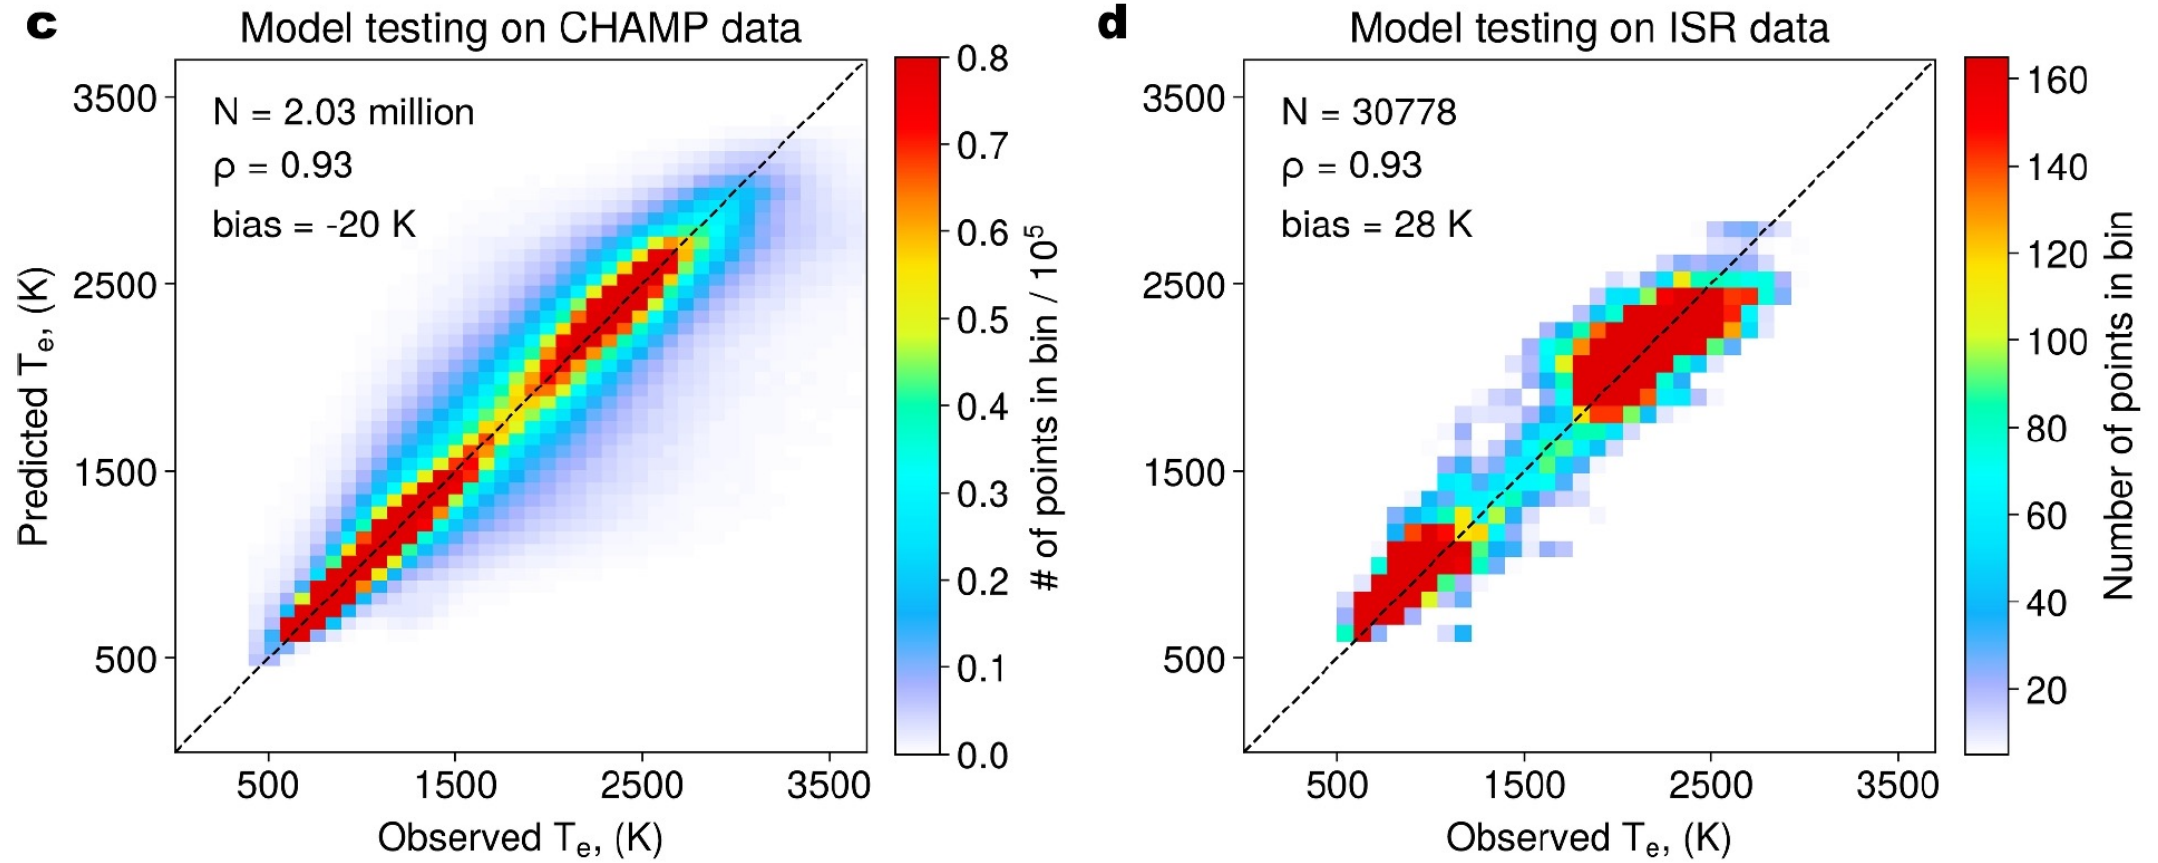 c
Model testing on CHAMP data
N = 2.03 million
ρ = 0.93
bias = -20 K
3500
2500
1500
500
Predicted Tₑ, (K)
500 1500 2500 3500
Observed Tₑ, (K)
0.8
0.7
0.6
0.5
0.4
0.3
0.2
0.1
0.0
# of points in bin / 10⁵
d
Model testing on ISR data
N = 30778
ρ = 0.93
bias = 28 K
3500
2500
1500
500
500 1500 2500 3500
Observed Tₑ, (K)
160
140
120
100
80
60
40
20
Number of points in bin